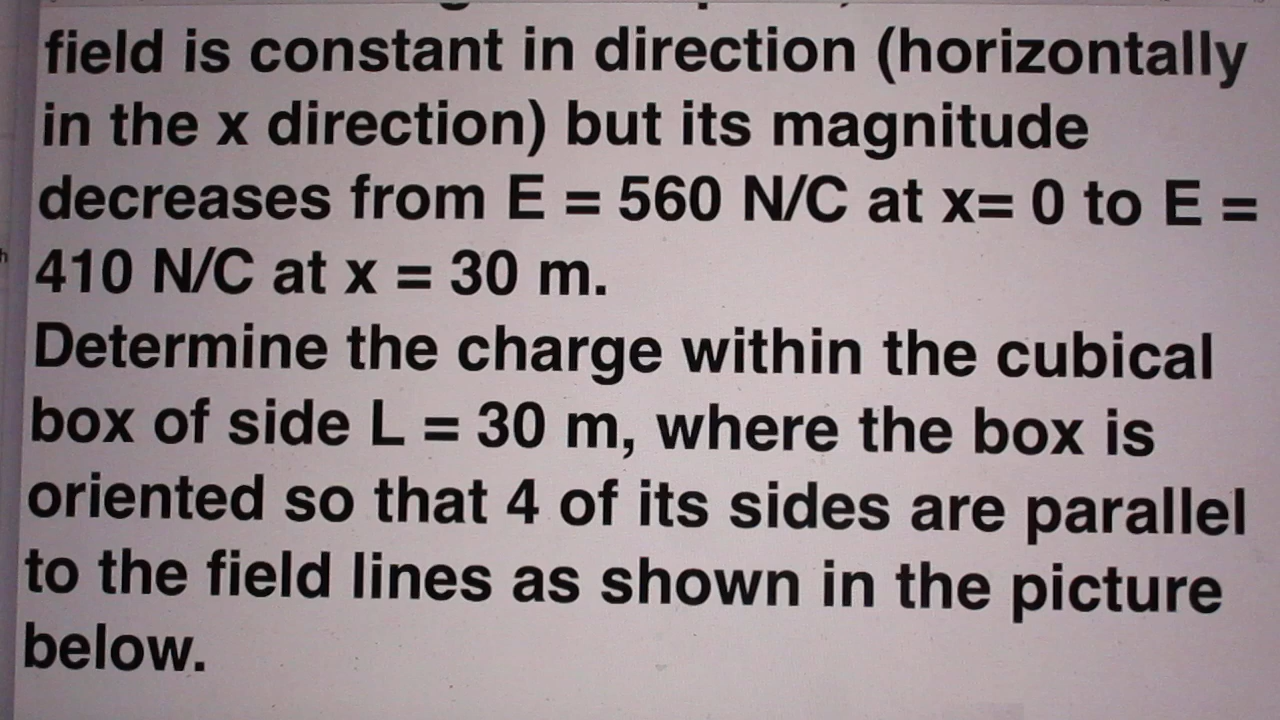 field is constant in direction (horizontally
in the x direction) but its magnitude
decreases from E = 560 N/C at x= 0 to E =
410 N/C at x = 30 m.
Determine the charge within the cubical
box of side L = 30 m, where the box is
oriented so that 4 of its sides are parallel
to the field lines as shown in the picture
below.